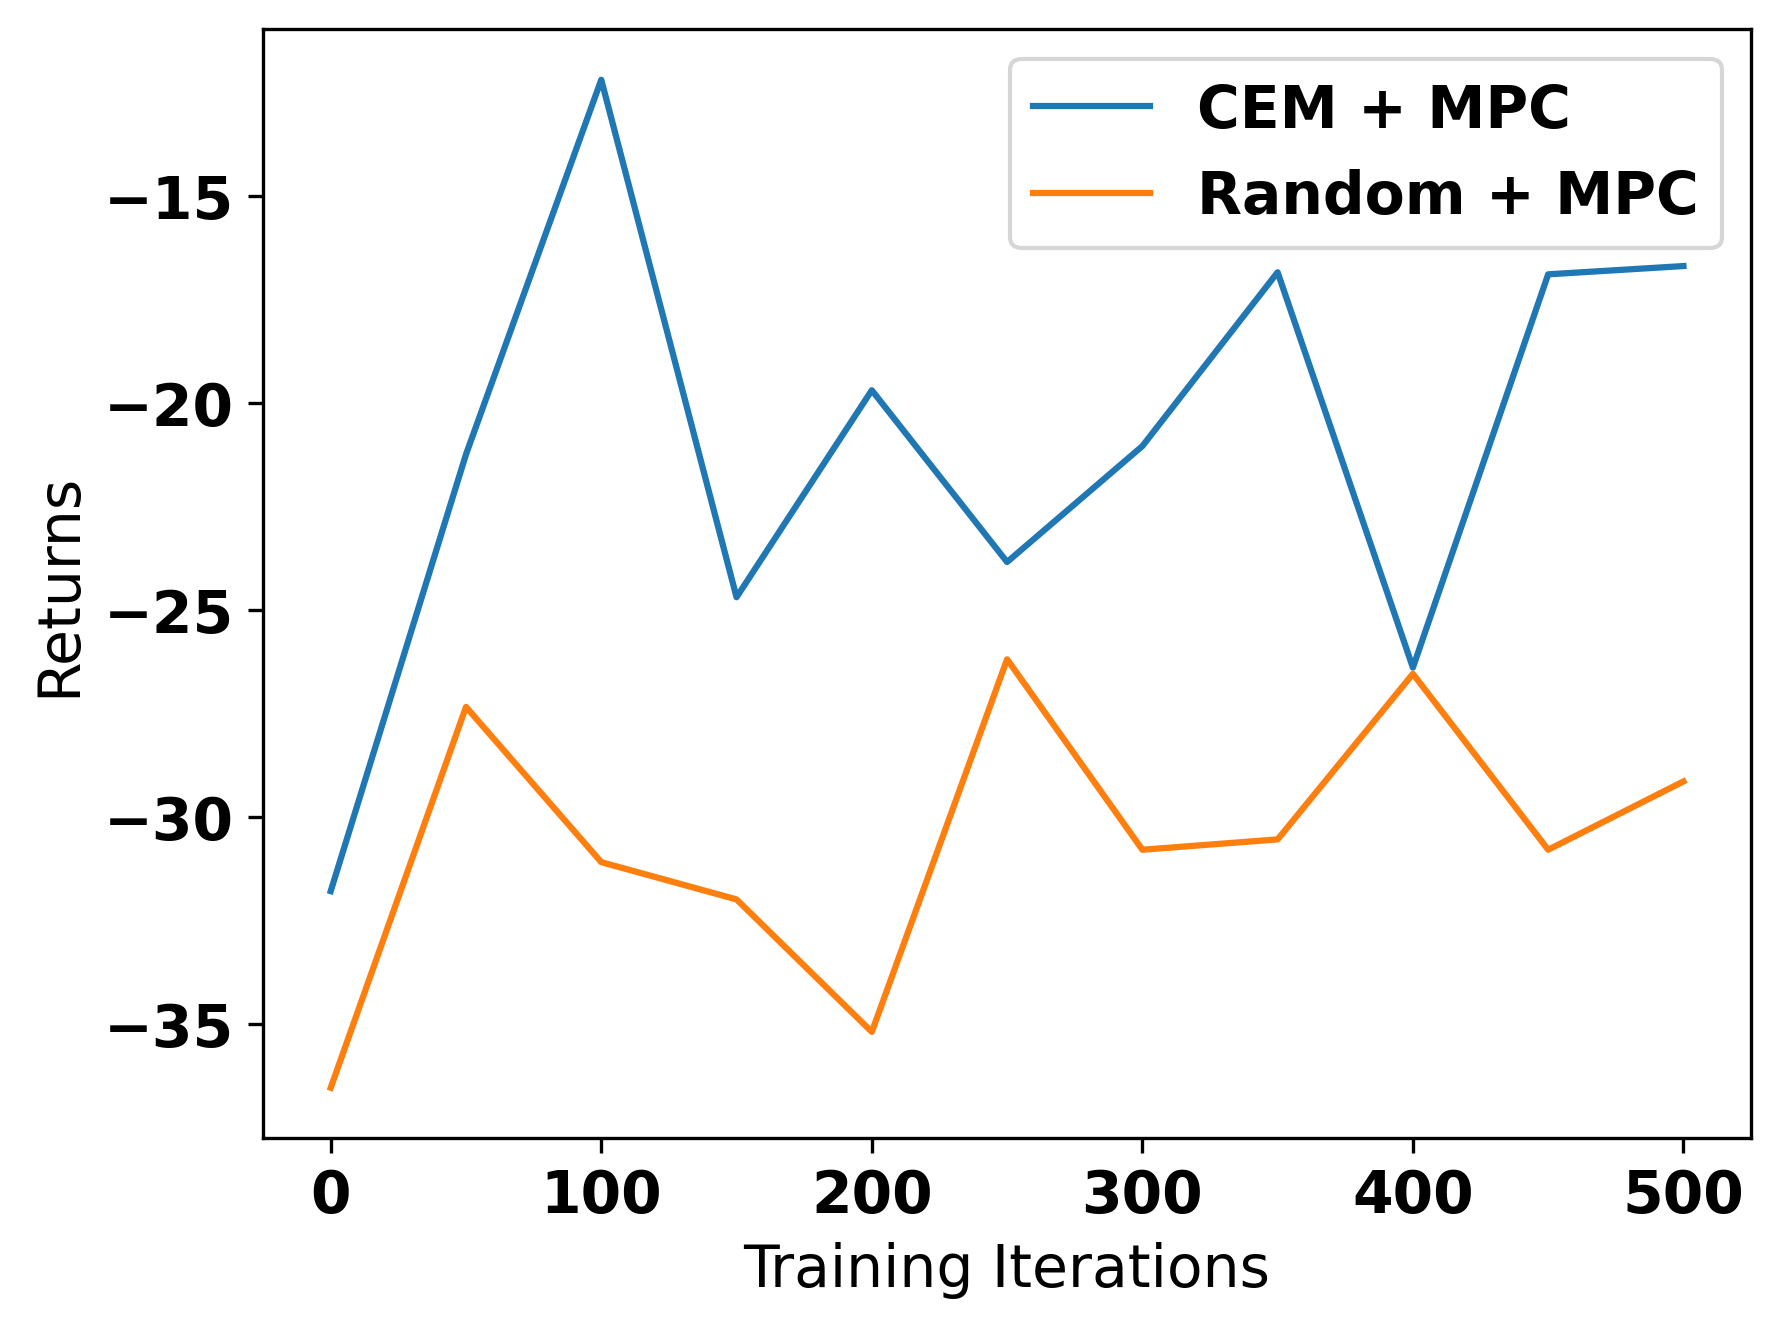 CEM + MPC
Random + MPC
−15
−20
−25
−30
−35
Returns
0 100 200 300 400 500
Training Iterations